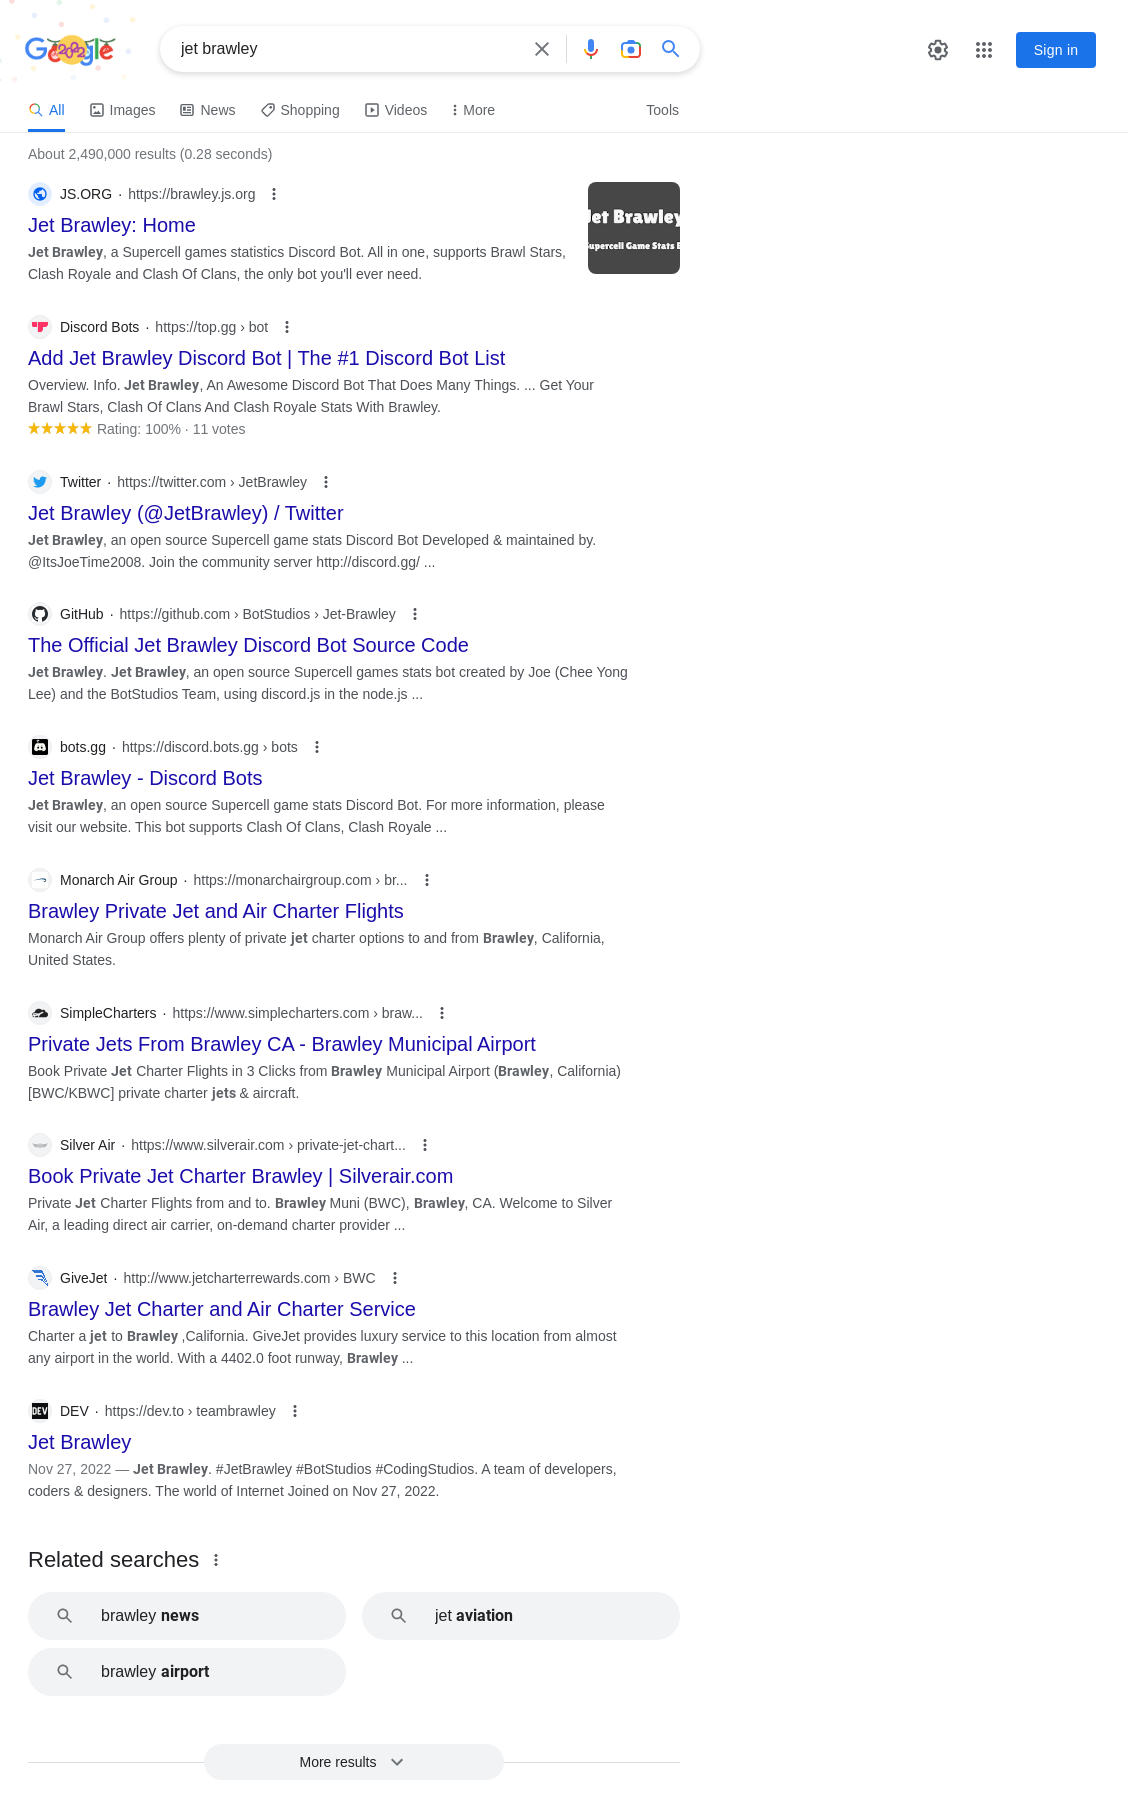 Google
jet brawley
Sign in
All
Images
News
Shopping
Videos
More
Tools
About 2,490,000 results (0.28 seconds)
JS.ORG · https://brawley.js.org
Jet Brawley: Home
Jet Brawley, a Supercell games statistics Discord Bot. All in one, supports Brawl Stars,
Clash Royale and Clash Of Clans, the only bot you'll ever need.
Jet Brawley
Supercell Game Stats B
Discord Bots · https://top.gg › bot
Add Jet Brawley Discord Bot | The #1 Discord Bot List
Overview. Info. Jet Brawley, An Awesome Discord Bot That Does Many Things. ... Get Your
Brawl Stars, Clash Of Clans And Clash Royale Stats With Brawley.
Rating: 100% · 11 votes
Twitter · https://twitter.com › JetBrawley
Jet Brawley (@JetBrawley) / Twitter
Jet Brawley, an open source Supercell game stats Discord Bot Developed & maintained by.
@ItsJoeTime2008. Join the community server http://discord.gg/ ...
GitHub · https://github.com › BotStudios › Jet-Brawley
The Official Jet Brawley Discord Bot Source Code
Jet Brawley. Jet Brawley, an open source Supercell games stats bot created by Joe (Chee Yong
Lee) and the BotStudios Team, using discord.js in the node.js ...
bots.gg · https://discord.bots.gg › bots
Jet Brawley - Discord Bots
Jet Brawley, an open source Supercell game stats Discord Bot. For more information, please
visit our website. This bot supports Clash Of Clans, Clash Royale ...
Monarch Air Group · https://monarchairgroup.com › br...
Brawley Private Jet and Air Charter Flights
Monarch Air Group offers plenty of private jet charter options to and from Brawley, California,
United States.
SimpleCharters · https://www.simplecharters.com › braw...
Private Jets From Brawley CA - Brawley Municipal Airport
Book Private Jet Charter Flights in 3 Clicks from Brawley Municipal Airport (Brawley, California)
[BWC/KBWC] private charter jets & aircraft.
Silver Air · https://www.silverair.com › private-jet-chart...
Book Private Jet Charter Brawley | Silverair.com
Private Jet Charter Flights from and to. Brawley Muni (BWC), Brawley, CA. Welcome to Silver
Air, a leading direct air carrier, on-demand charter provider ...
GiveJet · http://www.jetcharterrewards.com › BWC
Brawley Jet Charter and Air Charter Service
Charter a jet to Brawley ,California. GiveJet provides luxury service to this location from almost
any airport in the world. With a 4402.0 foot runway, Brawley ...
DEV
DEV · https://dev.to › teambrawley
Jet Brawley
Nov 27, 2022 — Jet Brawley. #JetBrawley #BotStudios #CodingStudios. A team of developers,
coders & designers. The world of Internet Joined on Nov 27, 2022.
Related searches
brawley news
jet aviation
brawley airport
More results